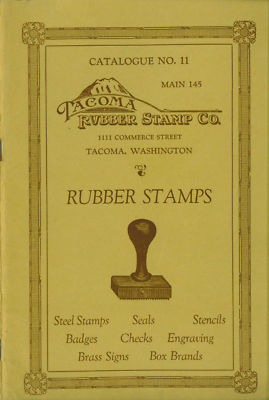 CATALOGUE NO. 11
MAIN 145
TACOMA
RUBBER STAMP CO.
1111 COMMERCE STREET
TACOMA, WASHINGTON
RUBBER STAMPS
Steel Stamps Seals Stencils
Badges Checks Engraving
Brass Signs Box Brands